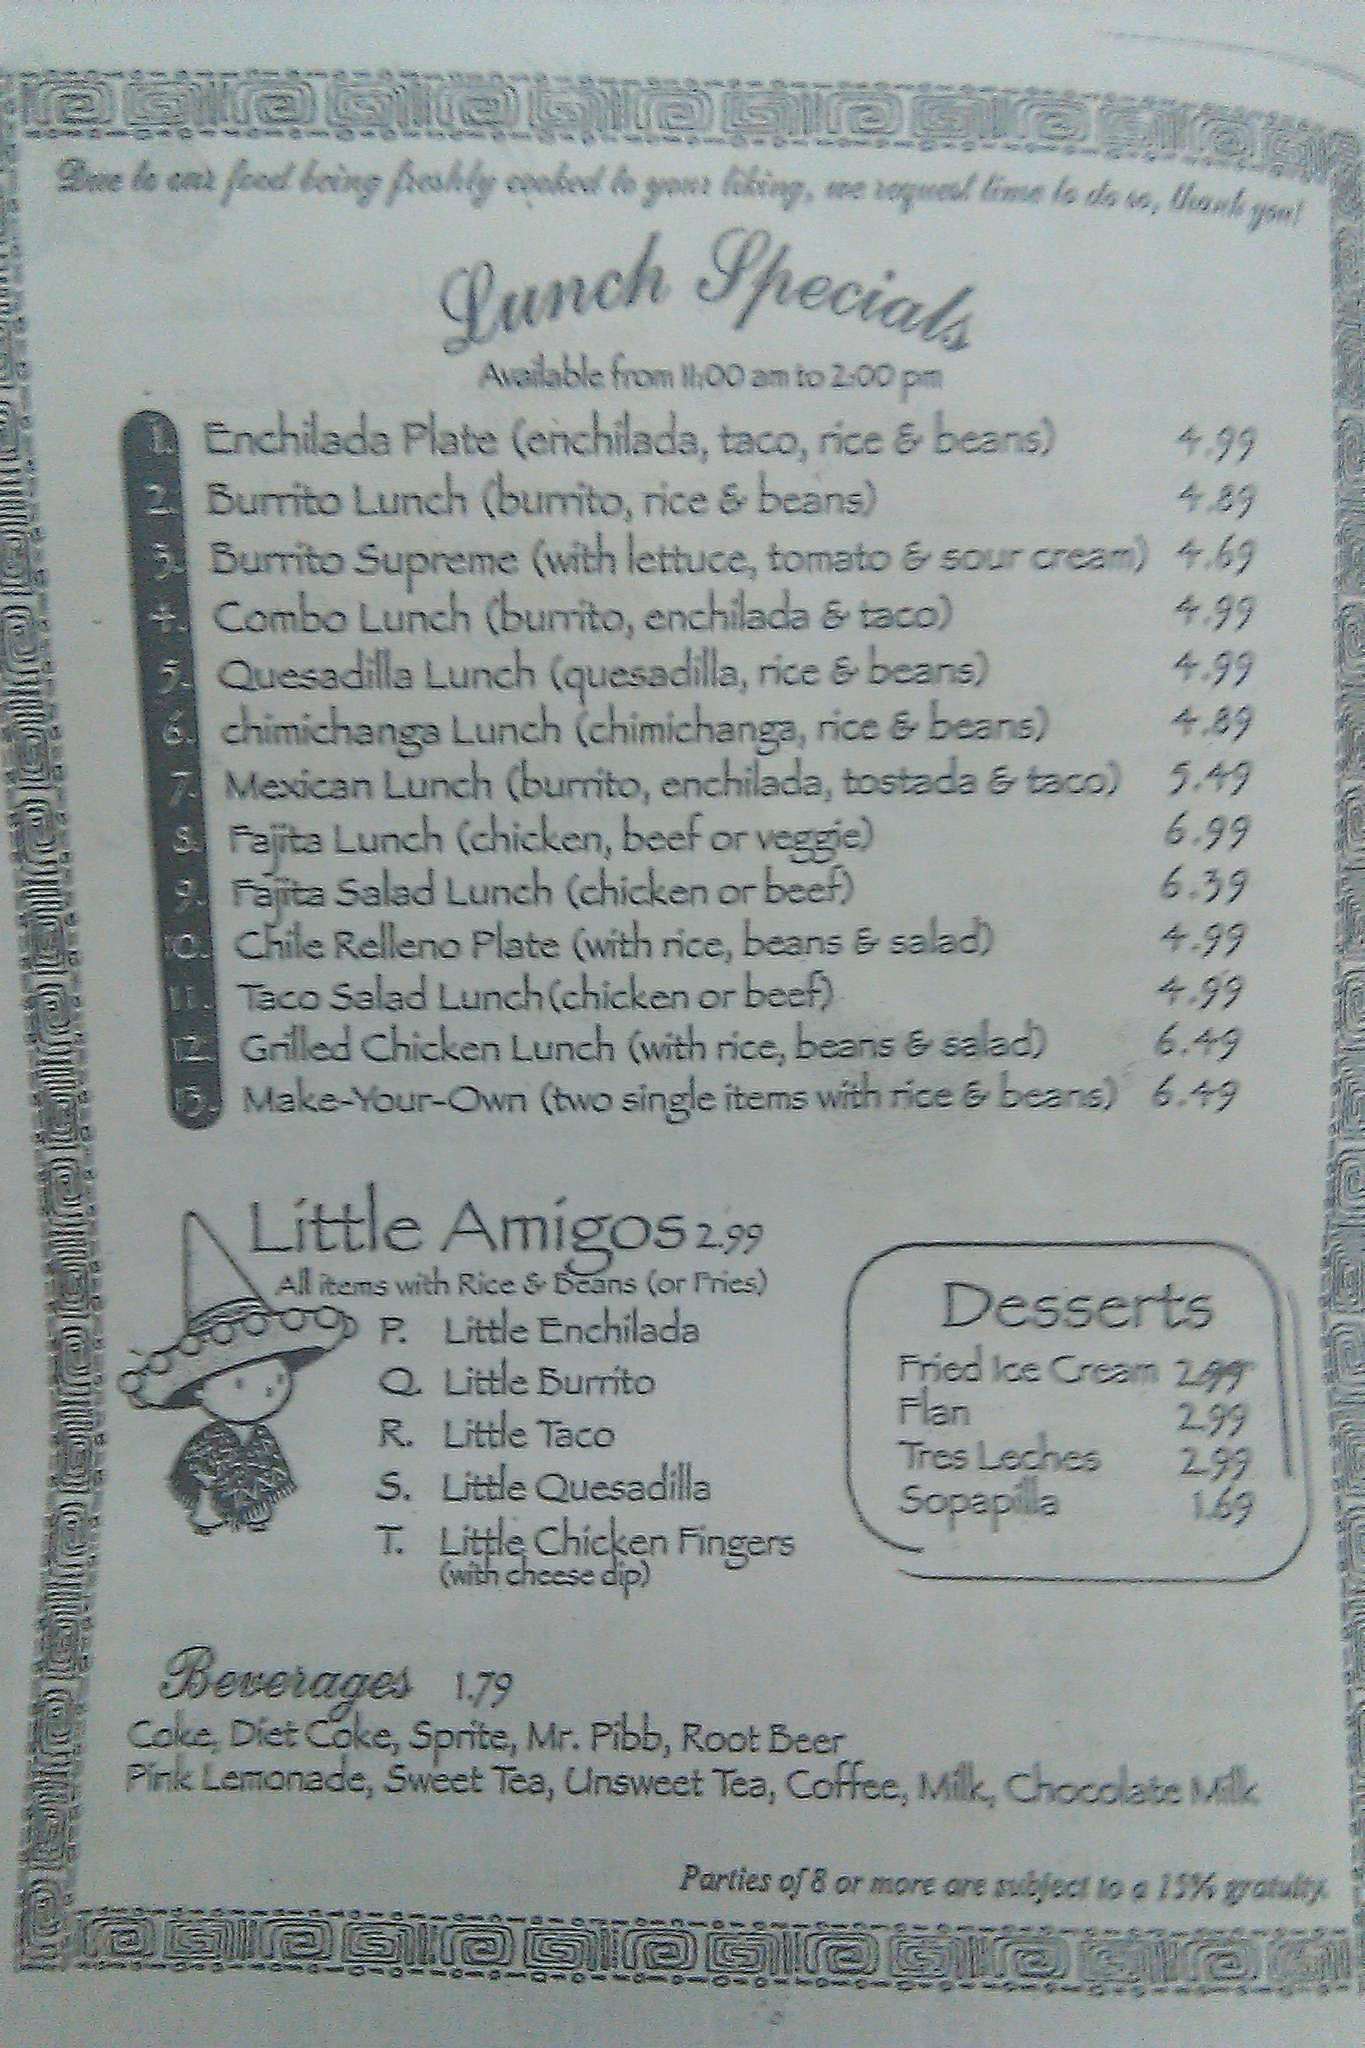 Due to our food being freshly cooked to your liking, we request time to do so, thank you!
Lunch Specials
Available from 11:00 am to 2:00 pm
1. Enchilada Plate (enchilada, taco, rice & beans) 4.99
2. Burrito Lunch (burrito, rice & beans) 4.89
3. Burrito Supreme (with lettuce, tomato & sour cream) 4.69
4. Combo Lunch (burrito, enchilada & taco) 4.99
5. Quesadilla Lunch (quesadilla, rice & beans) 4.99
6. chimichanga Lunch (chimichanga, rice & beans) 4.89
7. Mexican Lunch (burrito, enchilada, tostada & taco) 5.49
8. Fajita Lunch (chicken, beef or veggie) 6.99
9. Fajita Salad Lunch (chicken or beef) 6.39
10. Chile Relleno Plate (with rice, beans & salad) 4.99
11. Taco Salad Lunch (chicken or beef) 4.99
12. Grilled Chicken Lunch (with rice, beans & salad) 6.49
13. Make-Your-Own (two single items with rice & beans) 6.49
Little Amigos 2.99
All items with Rice & Beans (or Fries)
P. Little Enchilada
Q. Little Burrito
R. Little Taco
S. Little Quesadilla
T. Little Chicken Fingers
(with cheese dip)
Desserts
Fried Ice Cream 2.99
Flan 2.99
Tres Leches 2.99
Sopapilla 1.69
Beverages 1.79
Coke, Diet Coke, Sprite, Mr. Pibb, Root Beer
Pink Lemonade, Sweet Tea, Unsweet Tea, Coffee, Milk, Chocolate Milk
Parties of 8 or more are subject to a 15% gratuity.